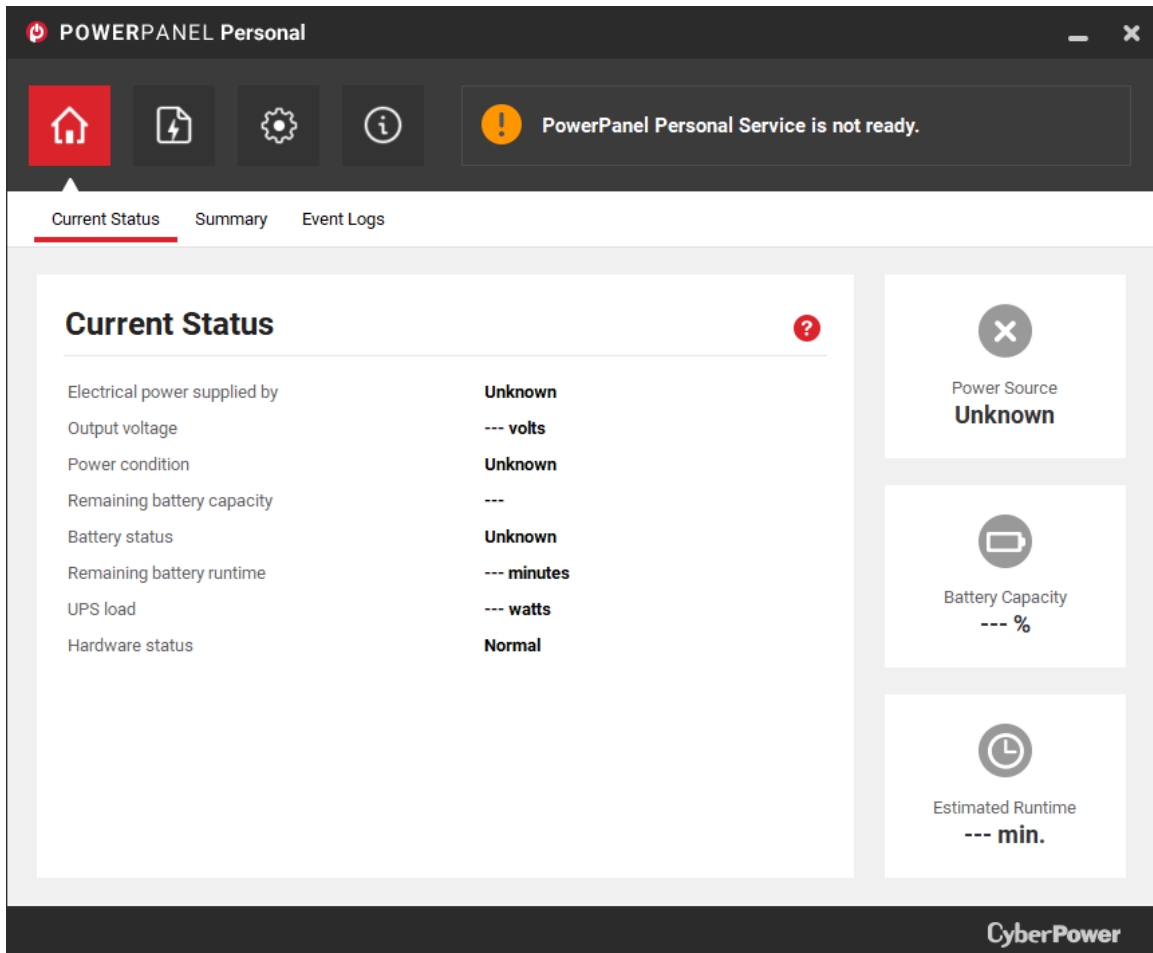 POWERPANEL Personal
PowerPanel Personal Service is not ready.
Current Status Summary Event Logs
Current Status
Electrical power supplied by Unknown
Output voltage --- volts
Power condition Unknown
Remaining battery capacity ---
Battery status Unknown
Remaining battery runtime --- minutes
UPS load --- watts
Hardware status Normal
Power Source
Unknown
Battery Capacity
--- %
Estimated Runtime
--- min.
CyberPower